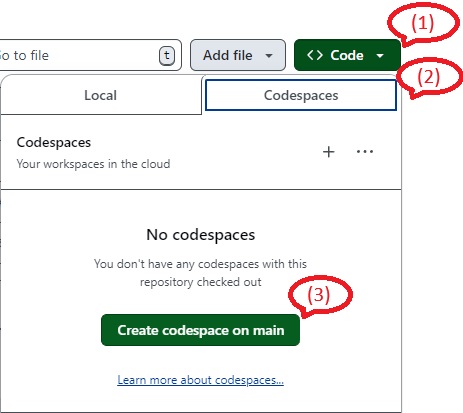 (1)
o to file
t
Add file
<> Code
(2)
Local
Codespaces
Codespaces
Your workspaces in the cloud
No codespaces
You don't have any codespaces with this
repository checked out
(3)
Create codespace on main
Learn more about codespaces...